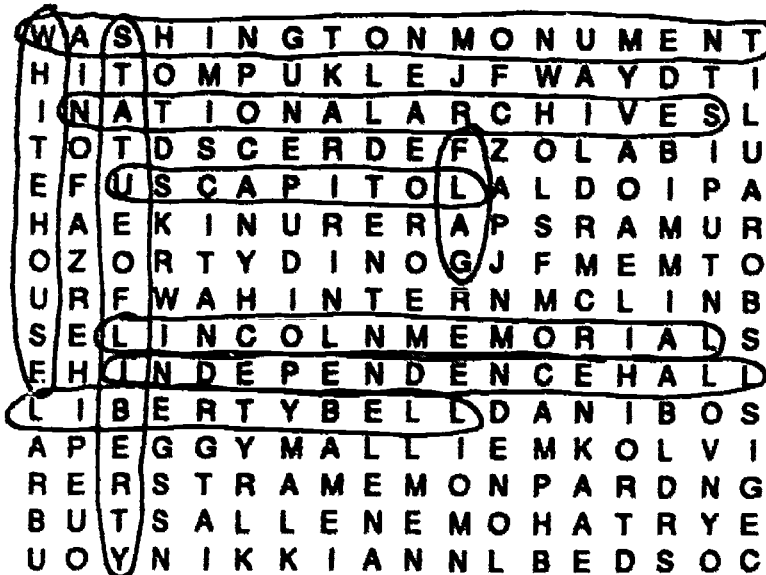 W A S H I N G T O N M O N U M E N T
H I T O M P U K L E J F W A Y D T I
I N A T I O N A L A R C H I V E S L
T O T D S C E R D E F Z O L A B I U
E F U S C A P I T O L A L D O I P A
H A E K I N U R E R A P S R A M U R
O Z O R T Y D I N O G J F M E M T O
U R F W A H I N T E R N M C L I N B
S E L I N C O L N M E M O R I A L S
E H I N D E P E N D E N C E H A L L
L I B E R T Y B E L L D A N I B O S
A P E G G Y M A L L I E M K O L V I
R E R S T R A M E M O N P A R D N G
B U T S A L L E N E M O H A T R Y E
U O Y N I K K I A N N L B E D S O C